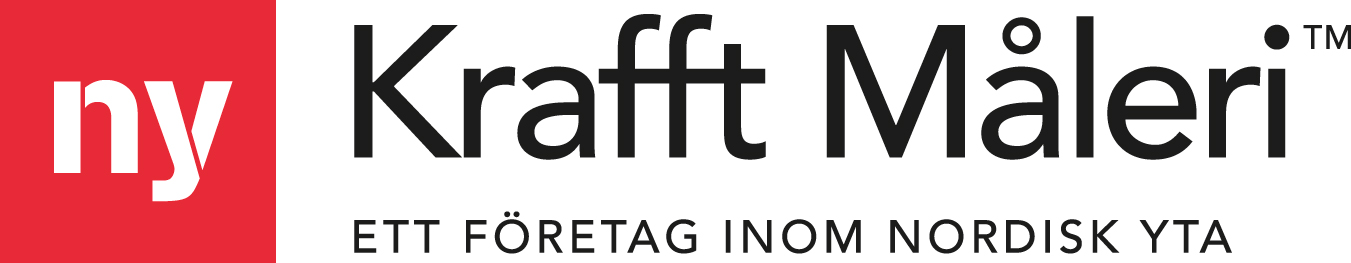 ny
Krafft Måleri™
ETT FÖRETAG INOM NORDISK YTA